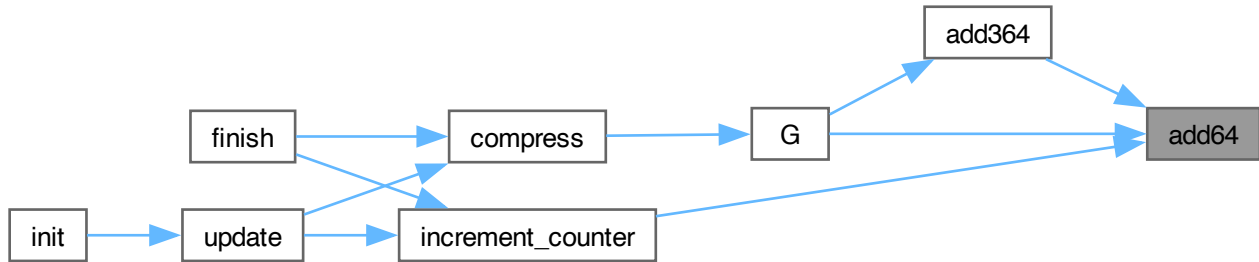 add364
finish
compress
G
add64
init
update
increment_counter